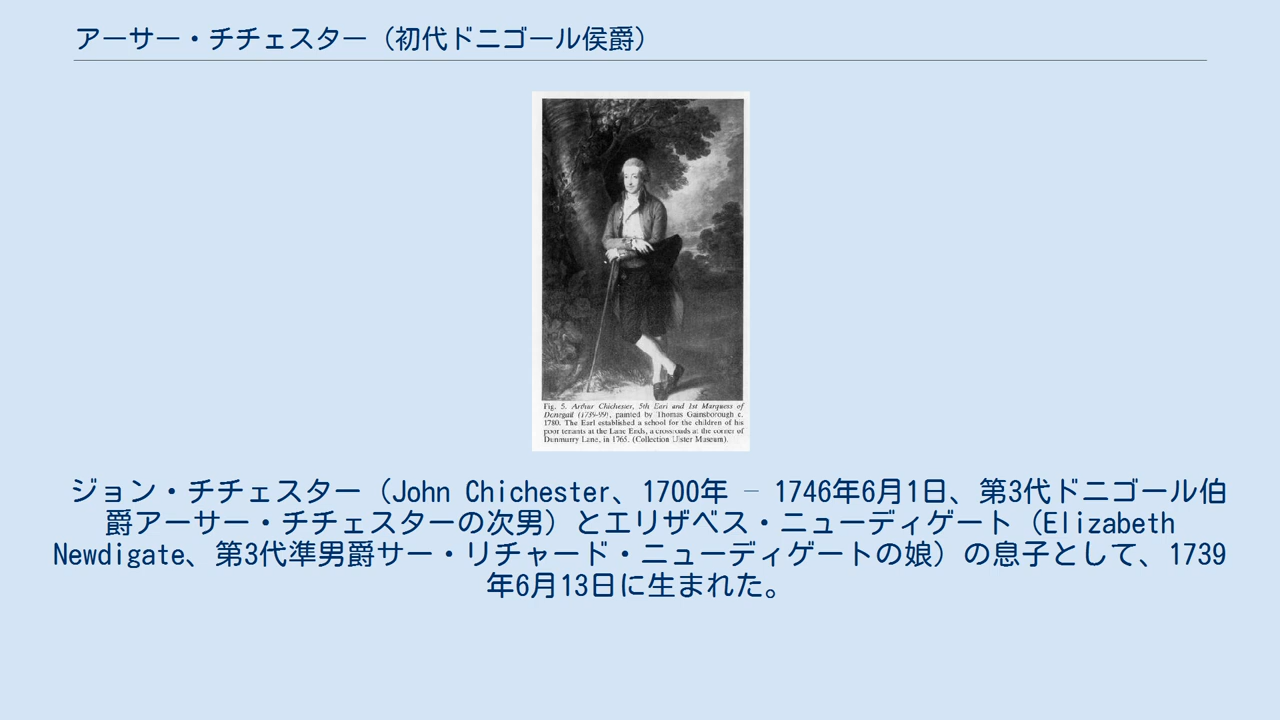 アーサー・チチェスター（初代ドニゴール侯爵）
Fig. 5. Arthur Chichester, 5th Earl and 1st Marquess of
Donegall (1739-99), painted by Thomas Gainsborough c.
1780. The Earl established a school for the children of his
poor tenants at the Lane Ends, a crossroads at the corner of
Dunmurry Lane, in 1765. (Collection Ulster Museum).
ジョン・チチェスター（John Chichester、1700年 – 1746年6月1日、第3代ドニゴール伯
爵アーサー・チチェスターの次男）とエリザベス・ニューディゲート（Elizabeth
Newdigate、第3代準男爵サー・リチャード・ニューディゲートの娘）の息子として、1739
年6月13日に生まれた。